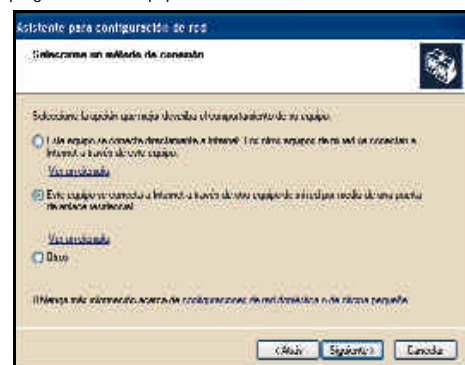 Asistente para configuración de red
Seleccione un método de conexión
Seleccione la opción que mejor describa el comportamiento de su equipo:
Este equipo se conecta directamente a Internet. Los otros equipos de mi red se conectan a
Internet a través de este equipo.
Ver un ejemplo
Este equipo se conecta a Internet a través de otro equipo de mi red por medio de una puerta
de enlace residencial.
Ver un ejemplo
Otros
Obtenga más información acerca de configuraciones de red doméstica o de oficina pequeña
< Atrás
Siguiente >
Cancelar